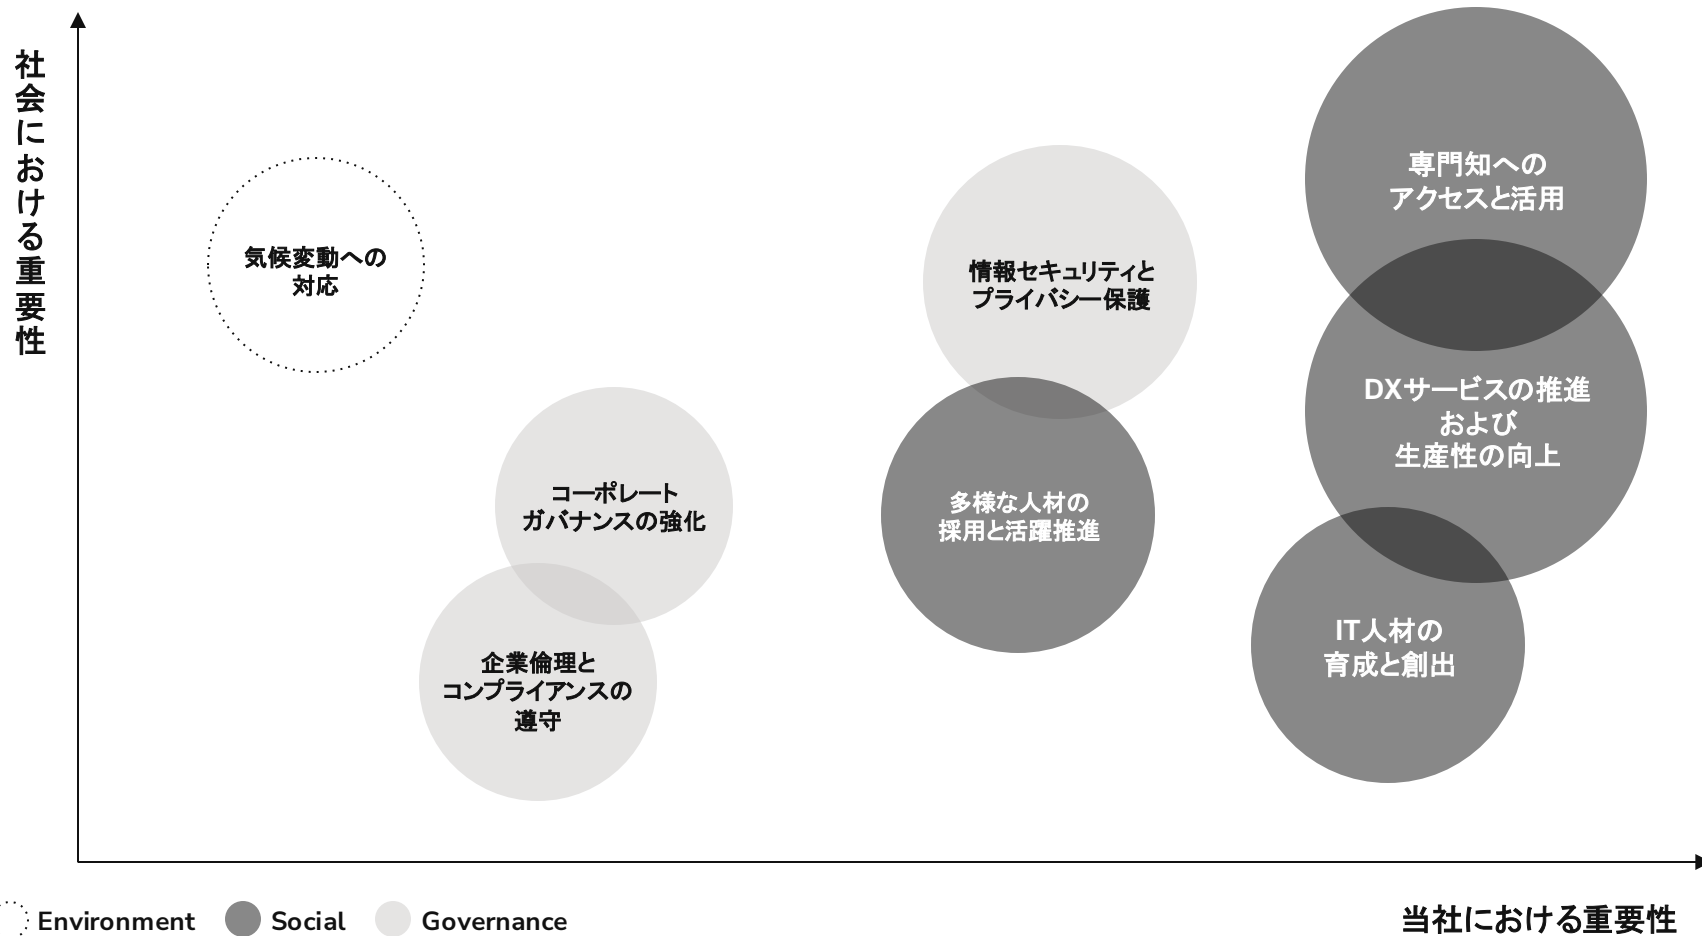 社会における重要性
気候変動への
対応
コーポレート
ガバナンスの強化
企業倫理と
コンプライアンスの
遵守
情報セキュリティと
プライバシー保護
多様な人材の
採用と活躍推進
専門知への
アクセスと活用
DXサービスの推進
および
生産性の向上
IT人材の
育成と創出
Environment
Social
Governance
当社における重要性